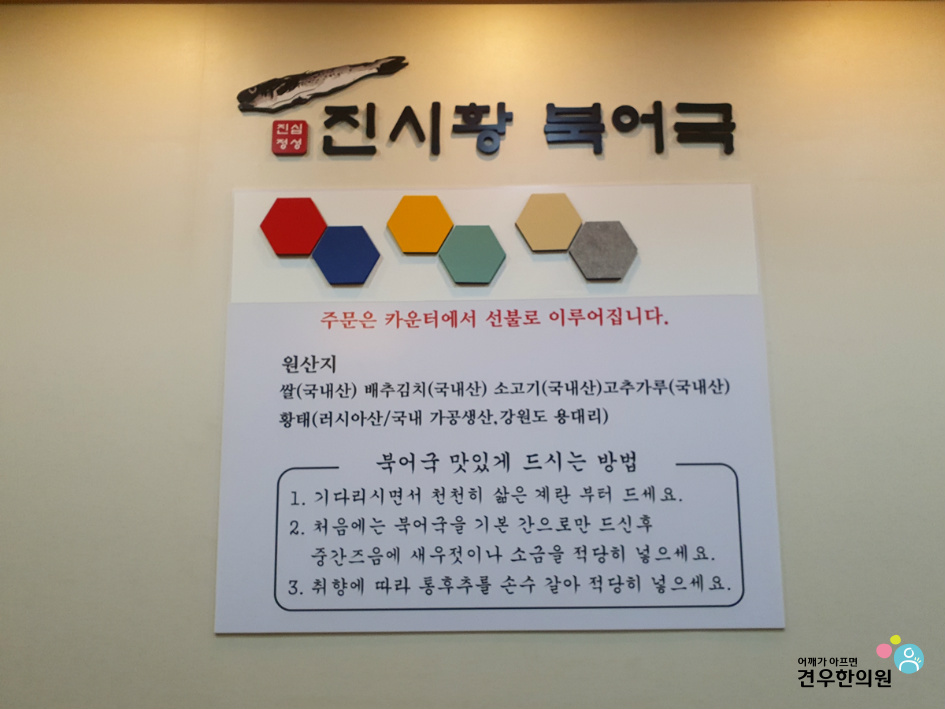 진심
정성
진시황 북어국
주문은 카운터에서 선불로 이루어집니다.
원산지
쌀(국내산) 배추김치(국내산) 소고기(국내산)고추가루(국내산)
황태(러시아산/국내 가공생산,강원도 용대리)
북어국 맛있게 드시는 방법
1. 기다리시면서 천천히 삶은 계란 부터 드세요.
2. 처음에는 북어국을 기본 간으로만 드신후
중간즈음에 새우젓이나 소금을 적당히 넣으세요.
3. 취향에 따라 통후추를 손수 갈아 적당히 넣으세요.
어깨가 아프면
견우한의원